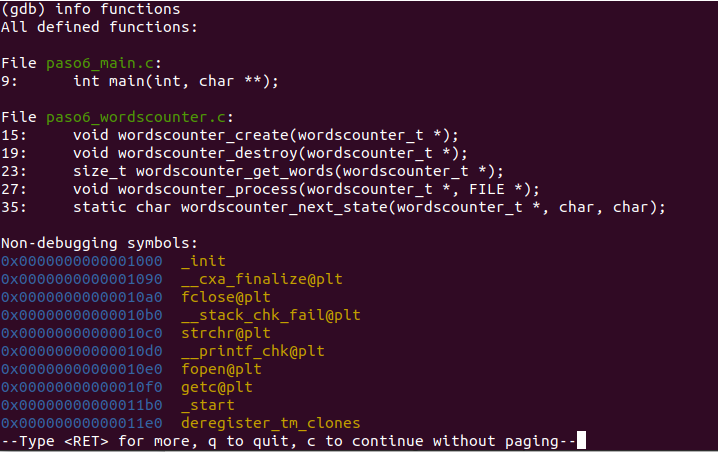 (gdb) info functions
All defined functions:
File paso6_main.c:
9:      int main(int, char **);
File paso6_wordscounter.c:
15:     void wordscounter_create(wordscounter_t *);
19:     void wordscounter_destroy(wordscounter_t *);
23:     size_t wordscounter_get_words(wordscounter_t *);
27:     void wordscounter_process(wordscounter_t *, FILE *);
35:     static char wordscounter_next_state(wordscounter_t *, char, char);
Non-debugging symbols:
0x0000000000001000  _init
0x0000000000001090  __cxa_finalize@plt
0x00000000000010a0  fclose@plt
0x00000000000010b0  __stack_chk_fail@plt
0x00000000000010c0  strchr@plt
0x00000000000010d0  __printf_chk@plt
0x00000000000010e0  fopen@plt
0x00000000000010f0  getc@plt
0x00000000000011b0  _start
0x00000000000011e0  deregister_tm_clones
--Type <RET> for more, q to quit, c to continue without paging--